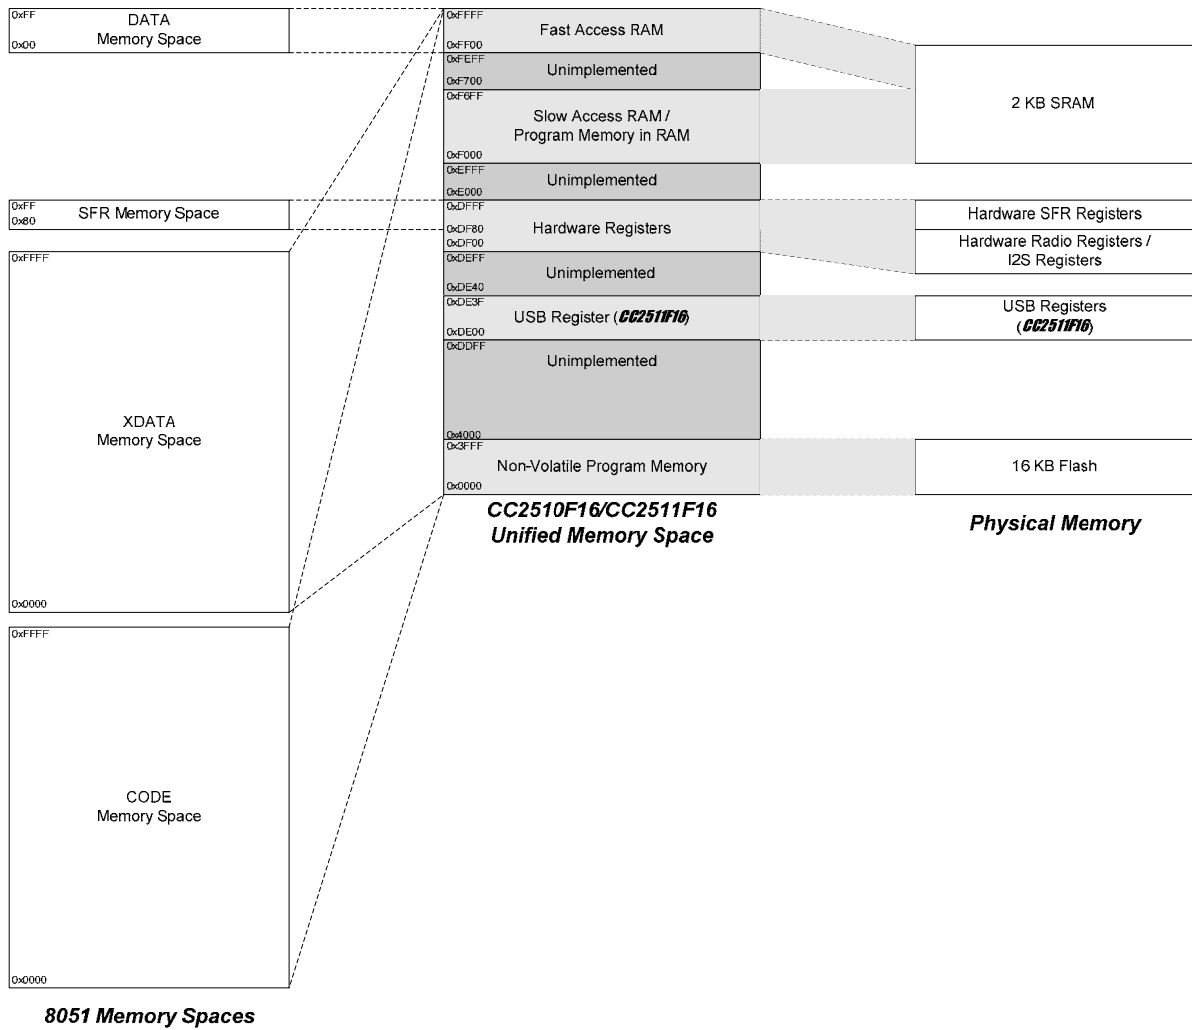 0xFF
DATA
Memory Space
0x00
0xFF
SFR Memory Space
0x80
0xFFFF
XDATA
Memory Space
0x0000
0xFFFF
CODE
Memory Space
0x0000
8051 Memory Spaces
0xFFFF
Fast Access RAM
0xFF00
0xFEFF
Unimplemented
0xF700
0xF6FF
Slow Access RAM /
Program Memory in RAM
0xF000
0xEFFF
Unimplemented
0xE000
0xDFFF
Hardware Registers
0xDF80
0xDF00
0xDEFF
Unimplemented
0xDE40
0xDE3F
USB Register (CC2511F16)
0xDE00
0xDDFF
Unimplemented
0x4000
0x3FFF
Non-Volatile Program Memory
0x0000
CC2510F16/CC2511F16
Unified Memory Space
2 KB SRAM
Hardware SFR Registers
Hardware Radio Registers /
I2S Registers
USB Registers
(CC2511F16)
16 KB Flash
Physical Memory